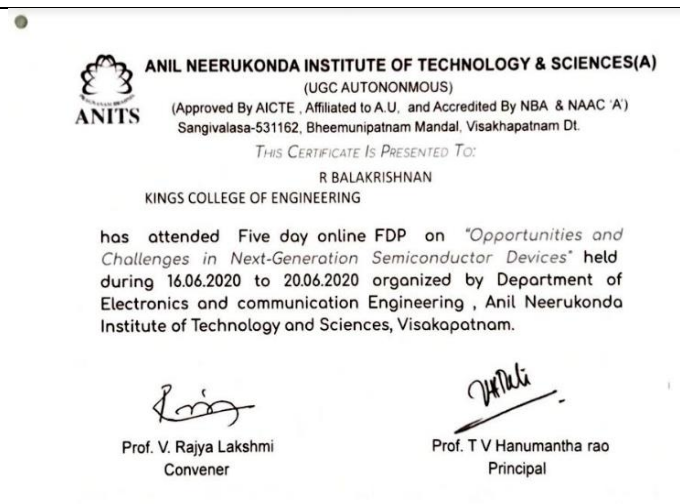 ANIL NEERUKONDA INSTITUTE OF TECHNOLOGY & SCIENCES(A)
(UGC AUTONONMOUS)
(Approved By AICTE , Affiliated to A.U, and Accredited By NBA & NAAC 'A')
Sangivalasa-531162, Bheemunipatnam Mandal, Visakhapatnam Dt.
ANITS
THIS CERTIFICATE IS PRESENTED TO:
R BALAKRISHNAN
KINGS COLLEGE OF ENGINEERING
has attended Five day online FDP on "Opportunities and
Challenges in Next-Generation Semiconductor Devices" held
during 16.06.2020 to 20.06.2020 organized by Department of
Electronics and communication Engineering , Anil Neerukonda
Institute of Technology and Sciences, Visakapatnam.
Prof. V. Rajya Lakshmi
Convener
Prof. T V Hanumantha rao
Principal